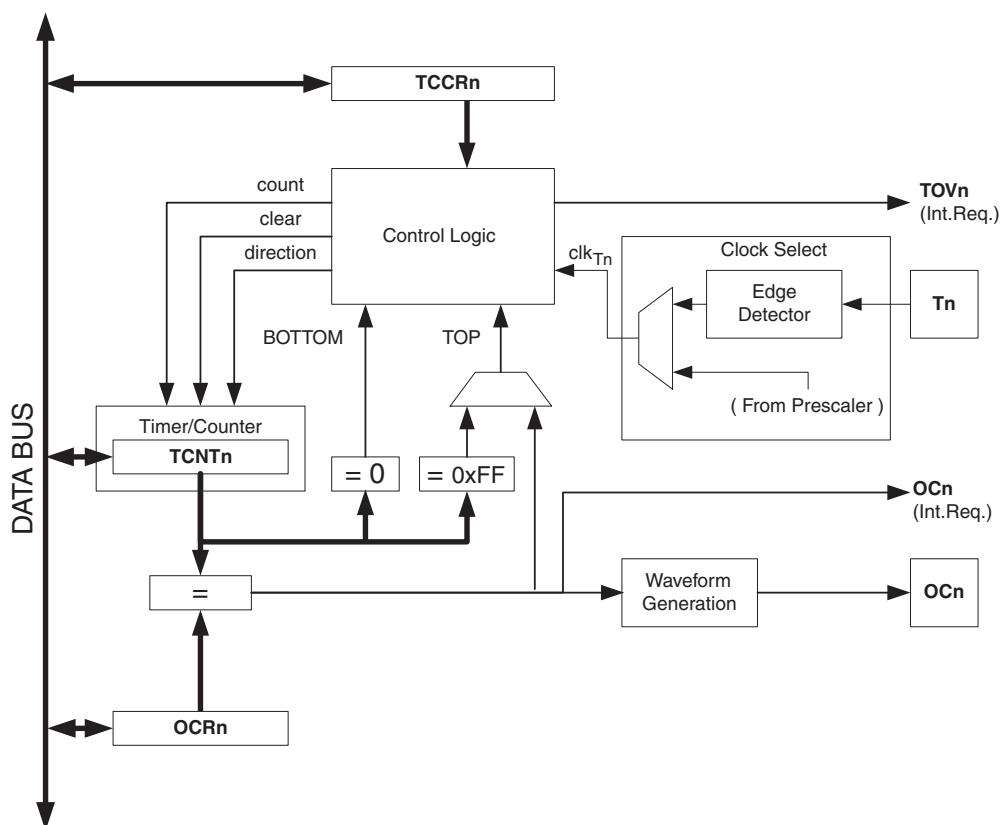 TCCRn
count
clear
direction
Control Logic
TOVn
(Int.Req.)
clkTn
Clock Select
Edge
Detector
Tn
( From Prescaler )
BOTTOM
TOP
Timer/Counter
TCNTn
= 0
= 0xFF
DATA BUS
OCn
(Int.Req.)
=
Waveform
Generation
OCn
OCRn